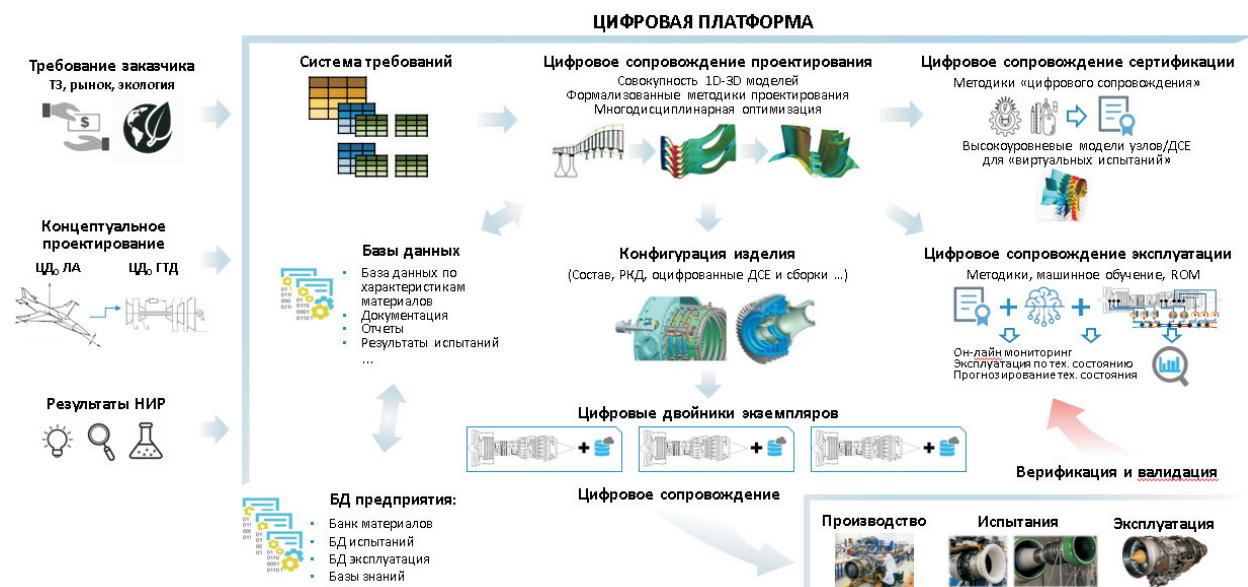 ЦИФРОВАЯ ПЛАТФОРМА
Требование заказчика
ТЗ, рынок, экология
Концептуальное
проектирование
ЦД₀ ЛА
ЦД₀ ГТД
Результаты НИР
Система требований
Цифровое сопровождение проектирования
Совокупность 1D-3D моделей
Формализованные методики проектирования
Многодисциплинарная оптимизация
Цифровое сопровождение сертификации
Методики «цифрового сопровождения»
Высокоуровневые модели узлов/ДСЕ
для «виртуальных испытаний»
Базы данных
База данных по
характеристикам
материалов
Документация
Отчеты
Результаты испытаний
...
Конфигурация изделия
(Состав, РКД, оцифрованные ДСЕ и сборки ...)
Цифровое сопровождение эксплуатации
Методики, машинное обучение, ROM
Он-лайн мониторинг
Эксплуатация по тех. состоянию
Прогнозирование тех. состояния
Цифровые двойники экземпляров
Верификация и валидация
БД предприятия:
Банк материалов
БД испытаний
БД эксплуатация
Базы знаний
Цифровое сопровождение
Производство
Испытания
Эксплуатация